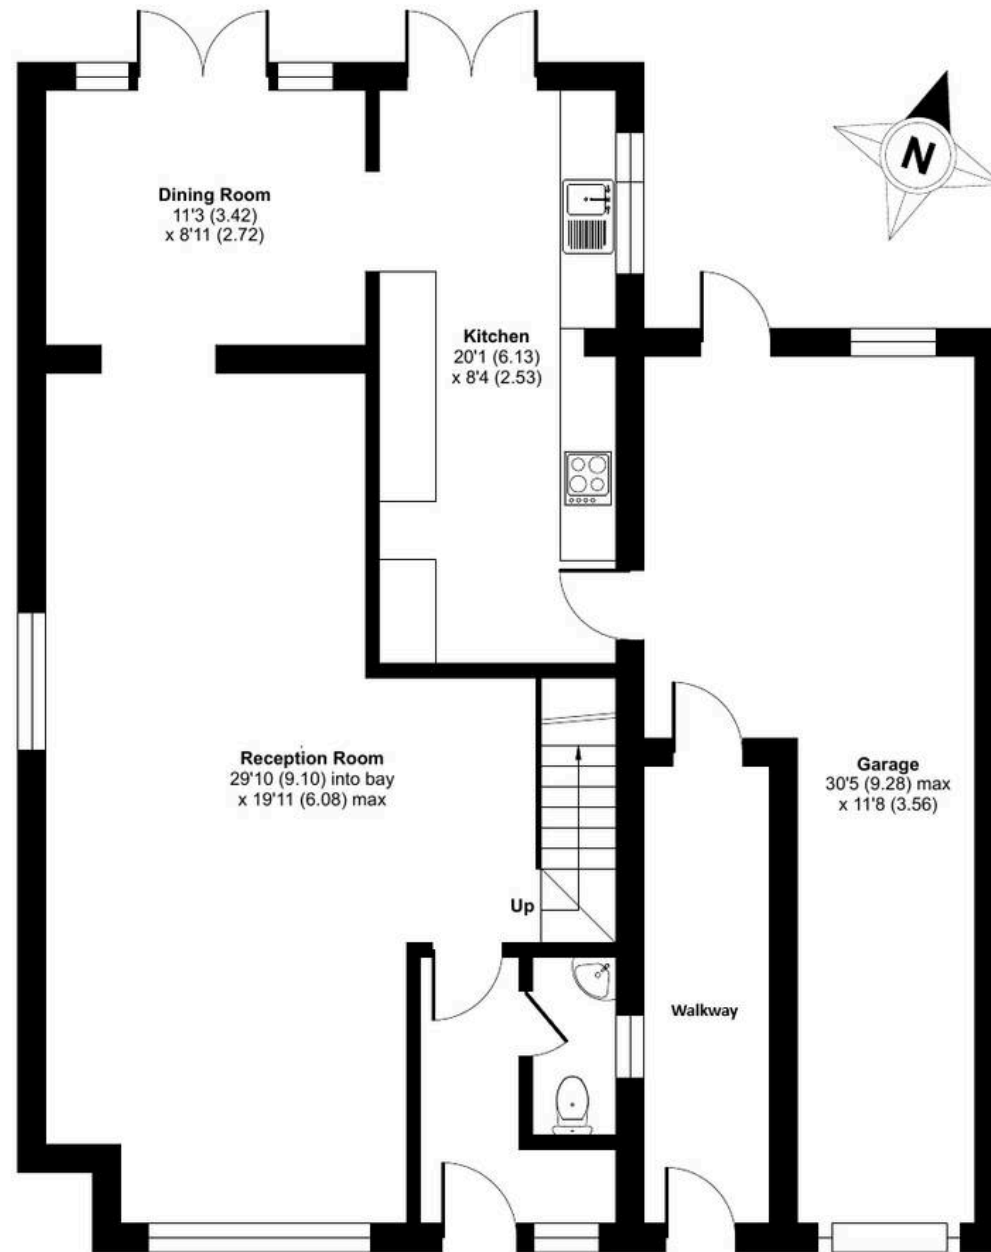 N
Dining Room
11'3 (3.42)
x 8'11 (2.72)
Kitchen
20'1 (6.13)
x 8'4 (2.53)
Reception Room
29'10 (9.10) into bay
x 19'11 (6.08) max
Garage
30'5 (9.28) max
x 11'8 (3.56)
Up
Walkway